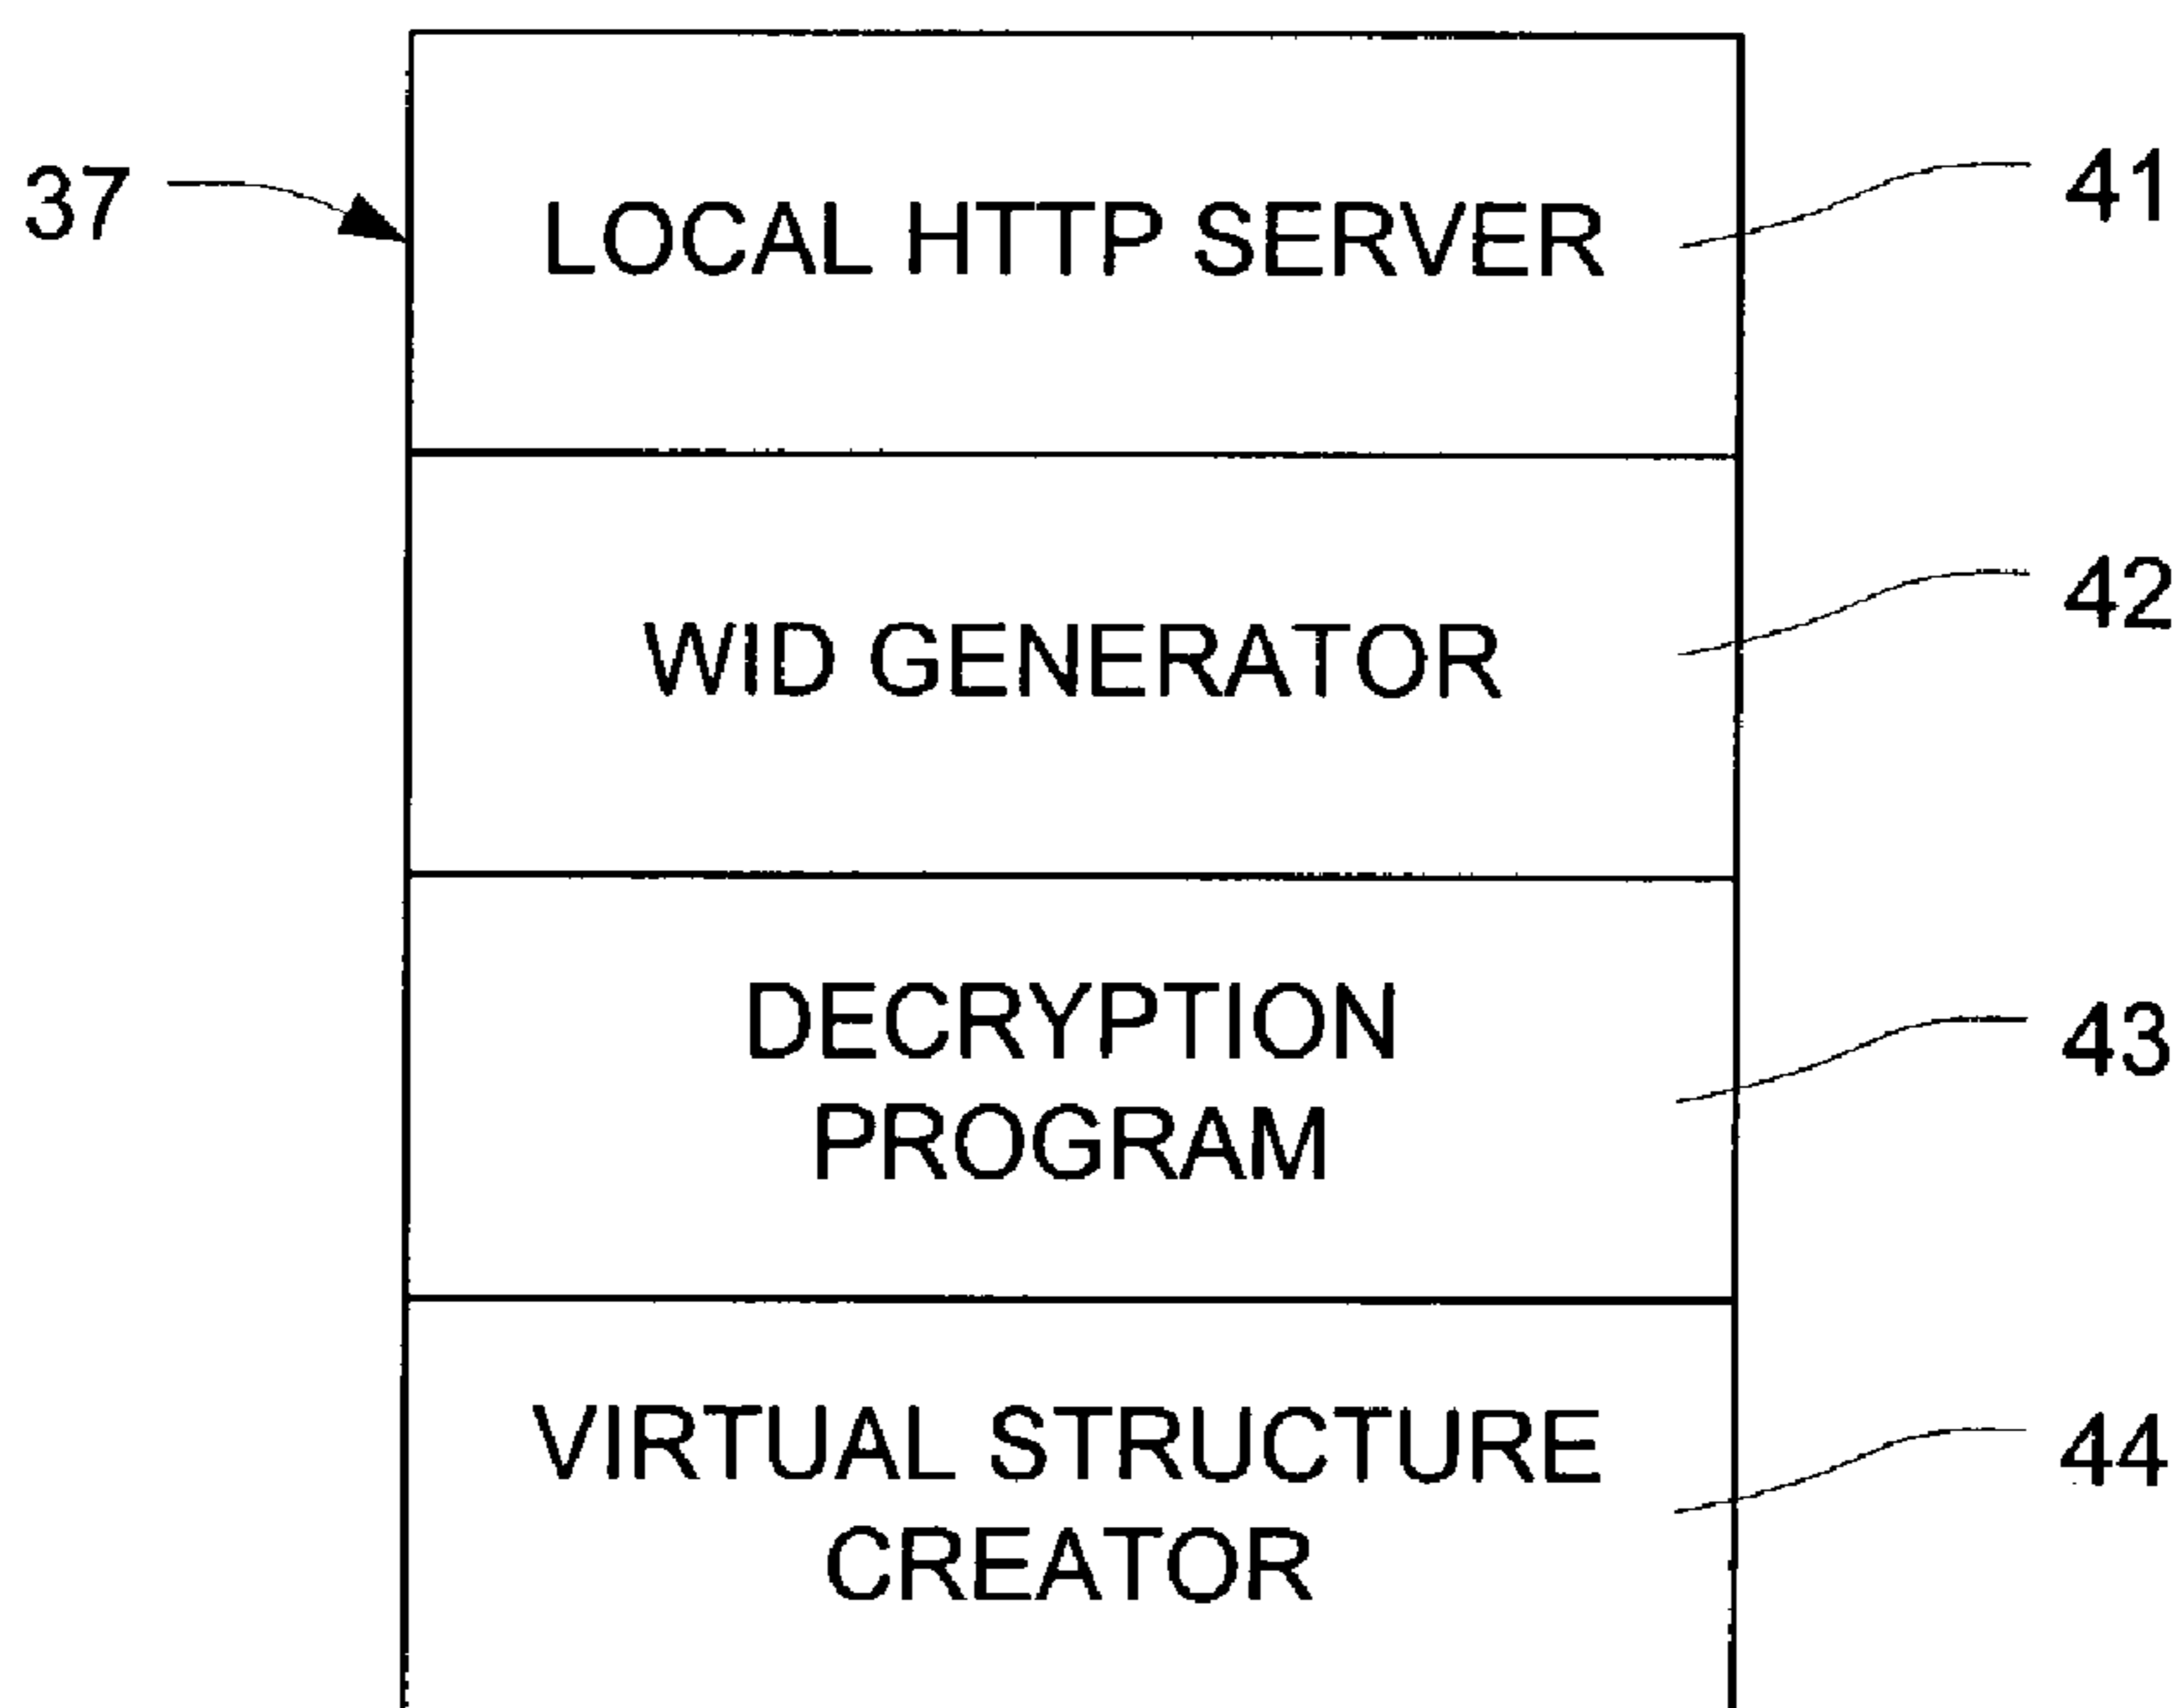 37
LOCAL HTTP SERVER
41
WID GENERATOR
42
DECRYPTION
PROGRAM
43
VIRTUAL STRUCTURE
CREATOR
44